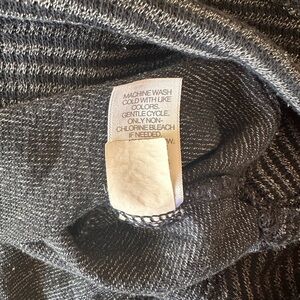 MACHINE WASH
COLD WITH LIKE
COLORS.
GENTLE CYCLE,
ONLY NON-
CHLORINE BLEACH
IF NEEDED.